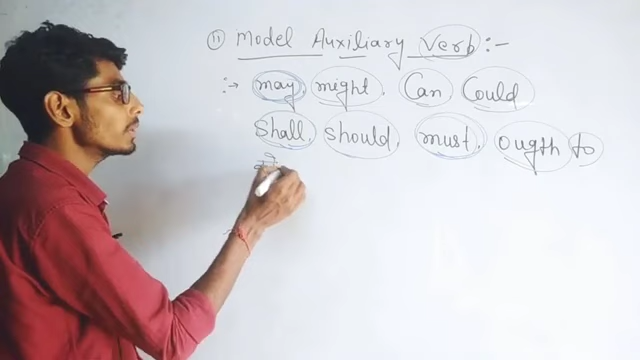 (11) Model Auxiliary Verb :-
:→ may, might, Can Could
Shall, should, must, ougth to